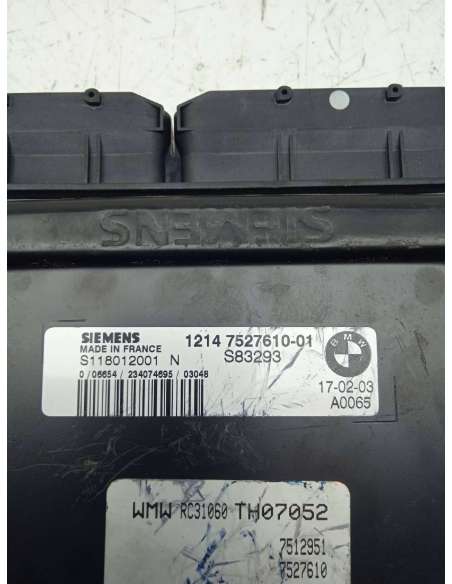 SIEMENS
SIEMENS
MADE IN FRANCE
1214 7527610-01
S118012001 N
S83293
BMW
0 / 06654 / 234074695 / 03048
17-02-03
A0065
WMW RC31060 TH07052
7512951
7527610